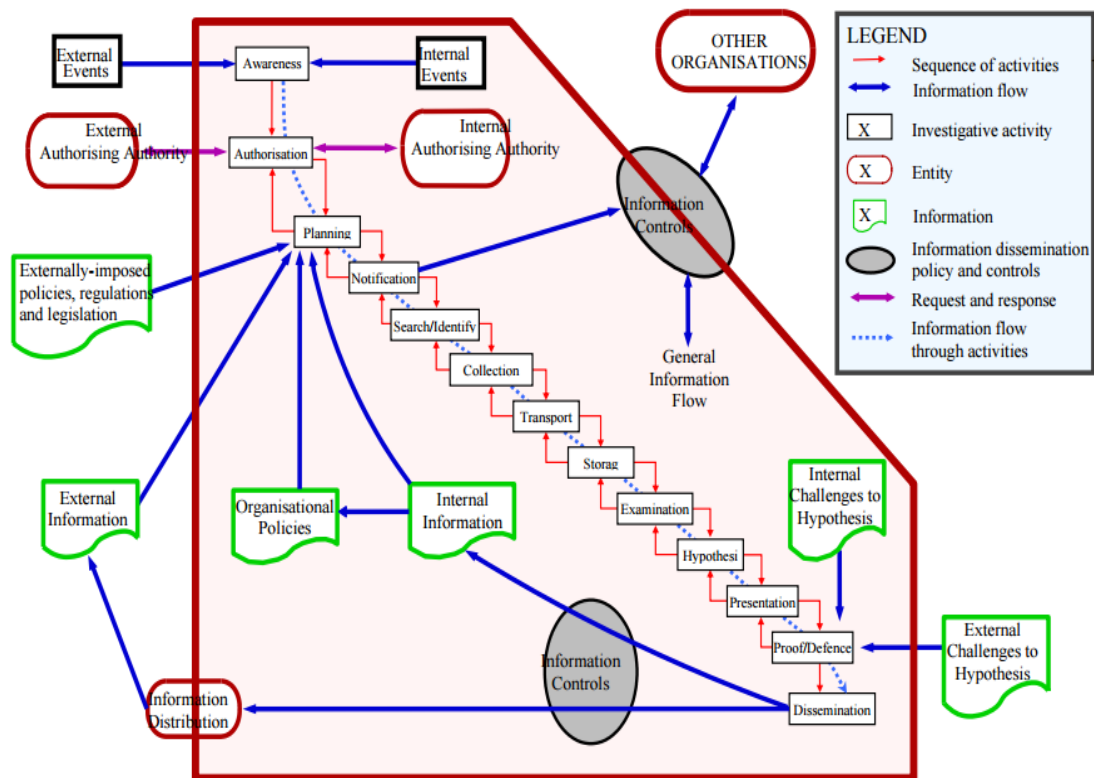 External
Events
Awareness
Internal
Events
OTHER
ORGANISATIONS
External
Authorising Authority
Authorisation
Internal
Authorising Authority
Information
Controls
Planning
Externally-imposed
policies, regulations
and legislation
Notification
Search/Identify
General
Information
Flow
Collection
Transport
Storag
External
Information
Organisational
Policies
Internal
Information
Examination
Internal
Challenges to
Hypothesis
Hypothesi
Presentation
Proof/Defence
External
Challenges to
Hypothesis
Information
Controls
Information
Distribution
Dissemination
LEGEND
Sequence of activities
Information flow
X
Investigative activity
X
Entity
X
Information
Information dissemination
policy and controls
Request and response
Information flow
through activities